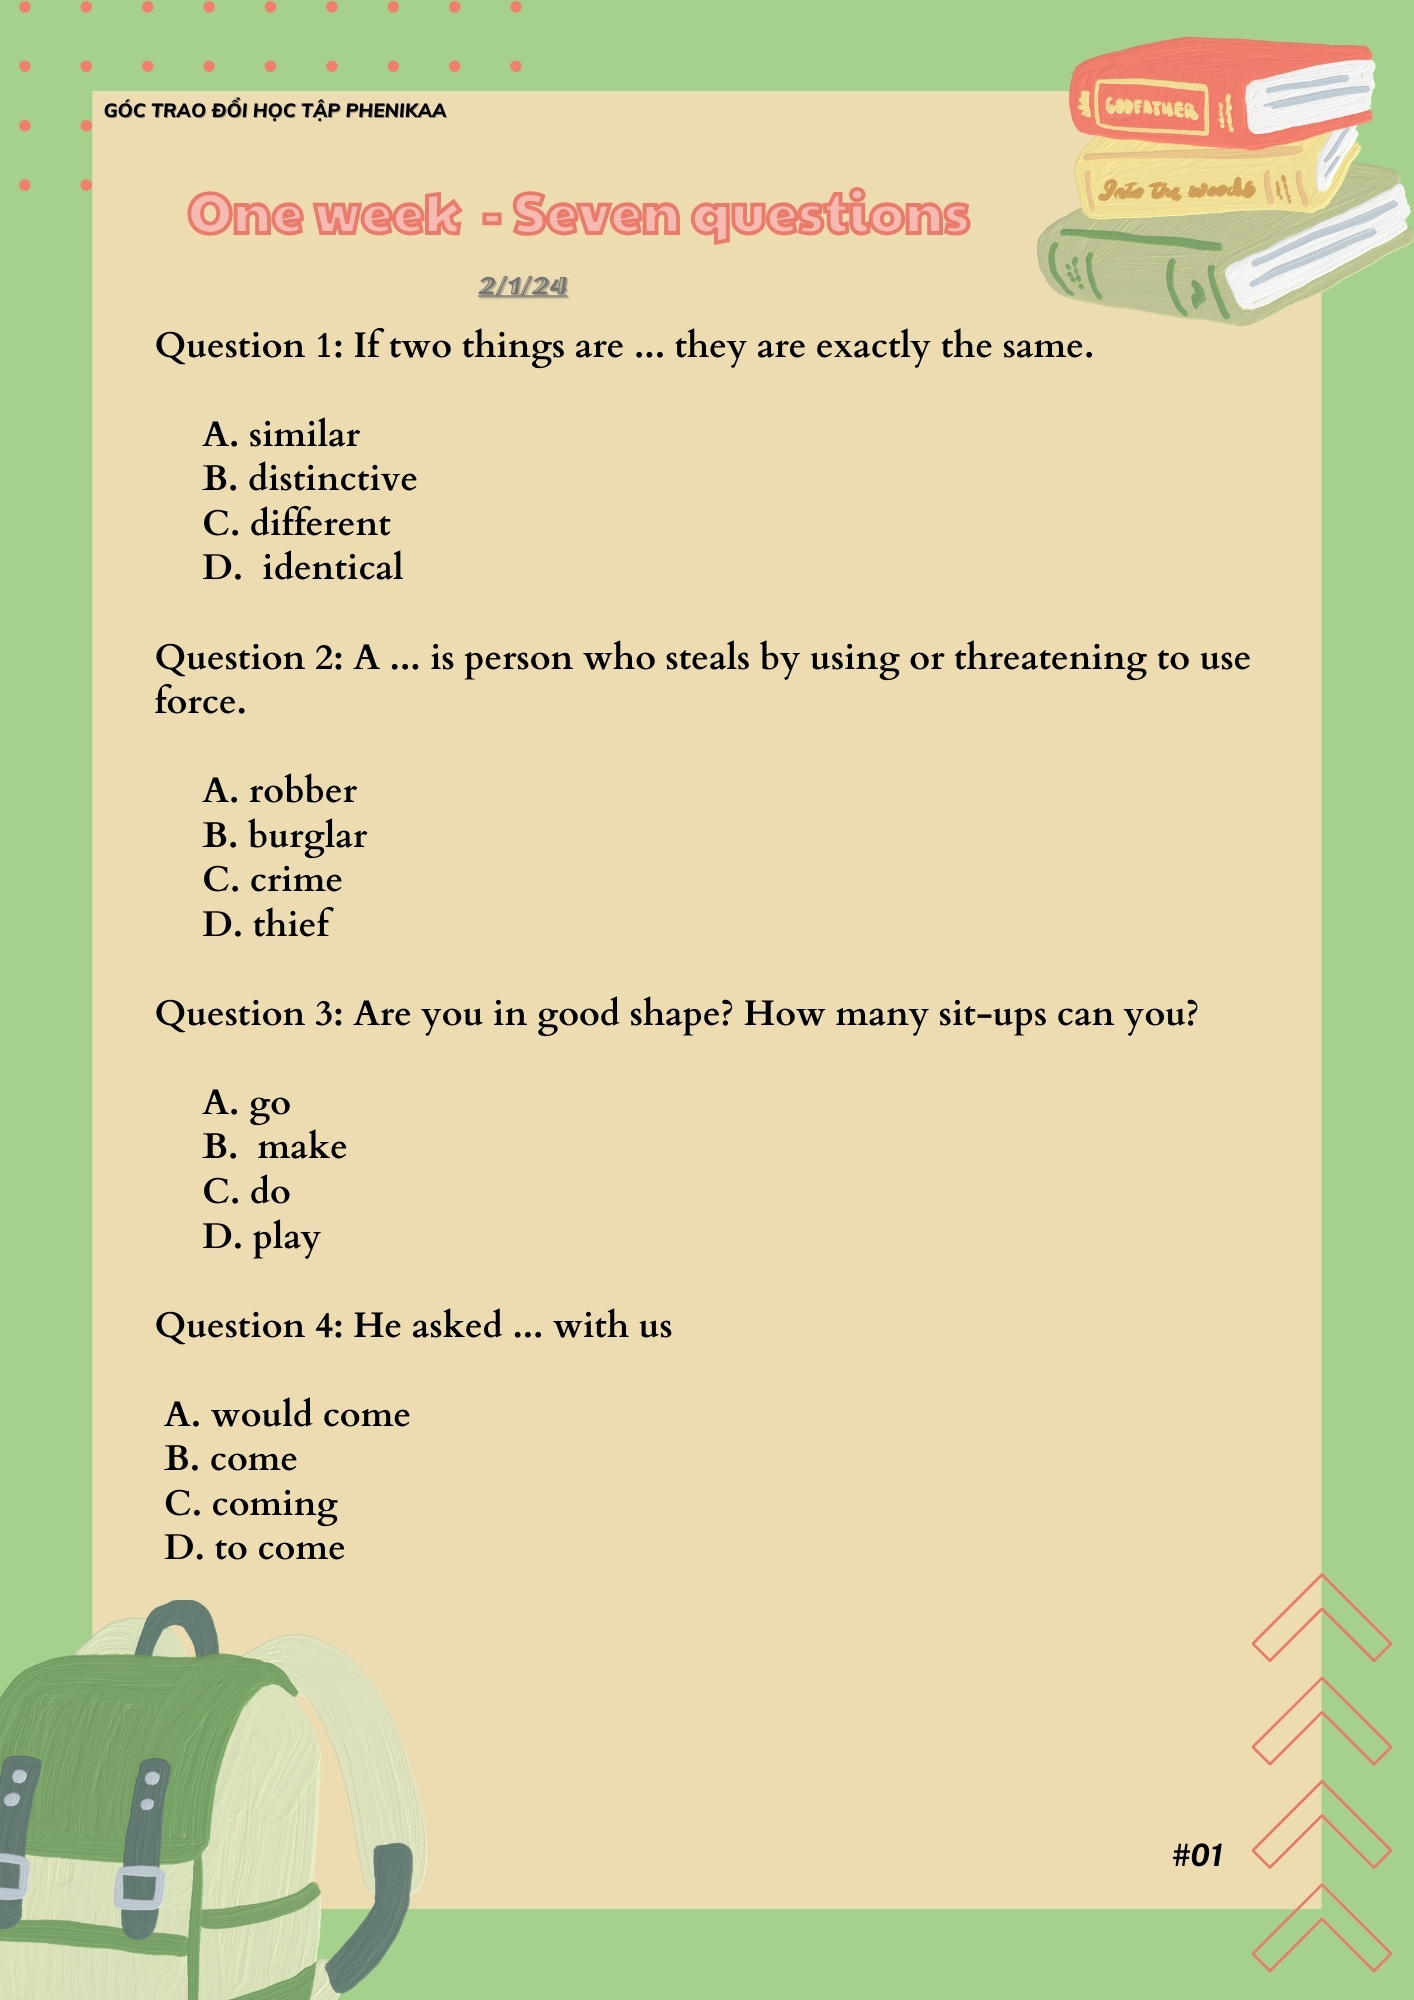 GÓC TRAO ĐỔI HỌC TẬP PHENIKAA
GODFATHER
Into the woods
One week - Seven questions
2/1/24
Question 1: If two things are ... they are exactly the same.
A. similar
B. distinctive
C. different
D. identical
Question 2: A ... is person who steals by using or threatening to use
force.
A. robber
B. burglar
C. crime
D. thief
Question 3: Are you in good shape? How many sit-ups can you?
A. go
B. make
C. do
D. play
Question 4: He asked ... with us
A. would come
B. come
C. coming
D. to come
#01